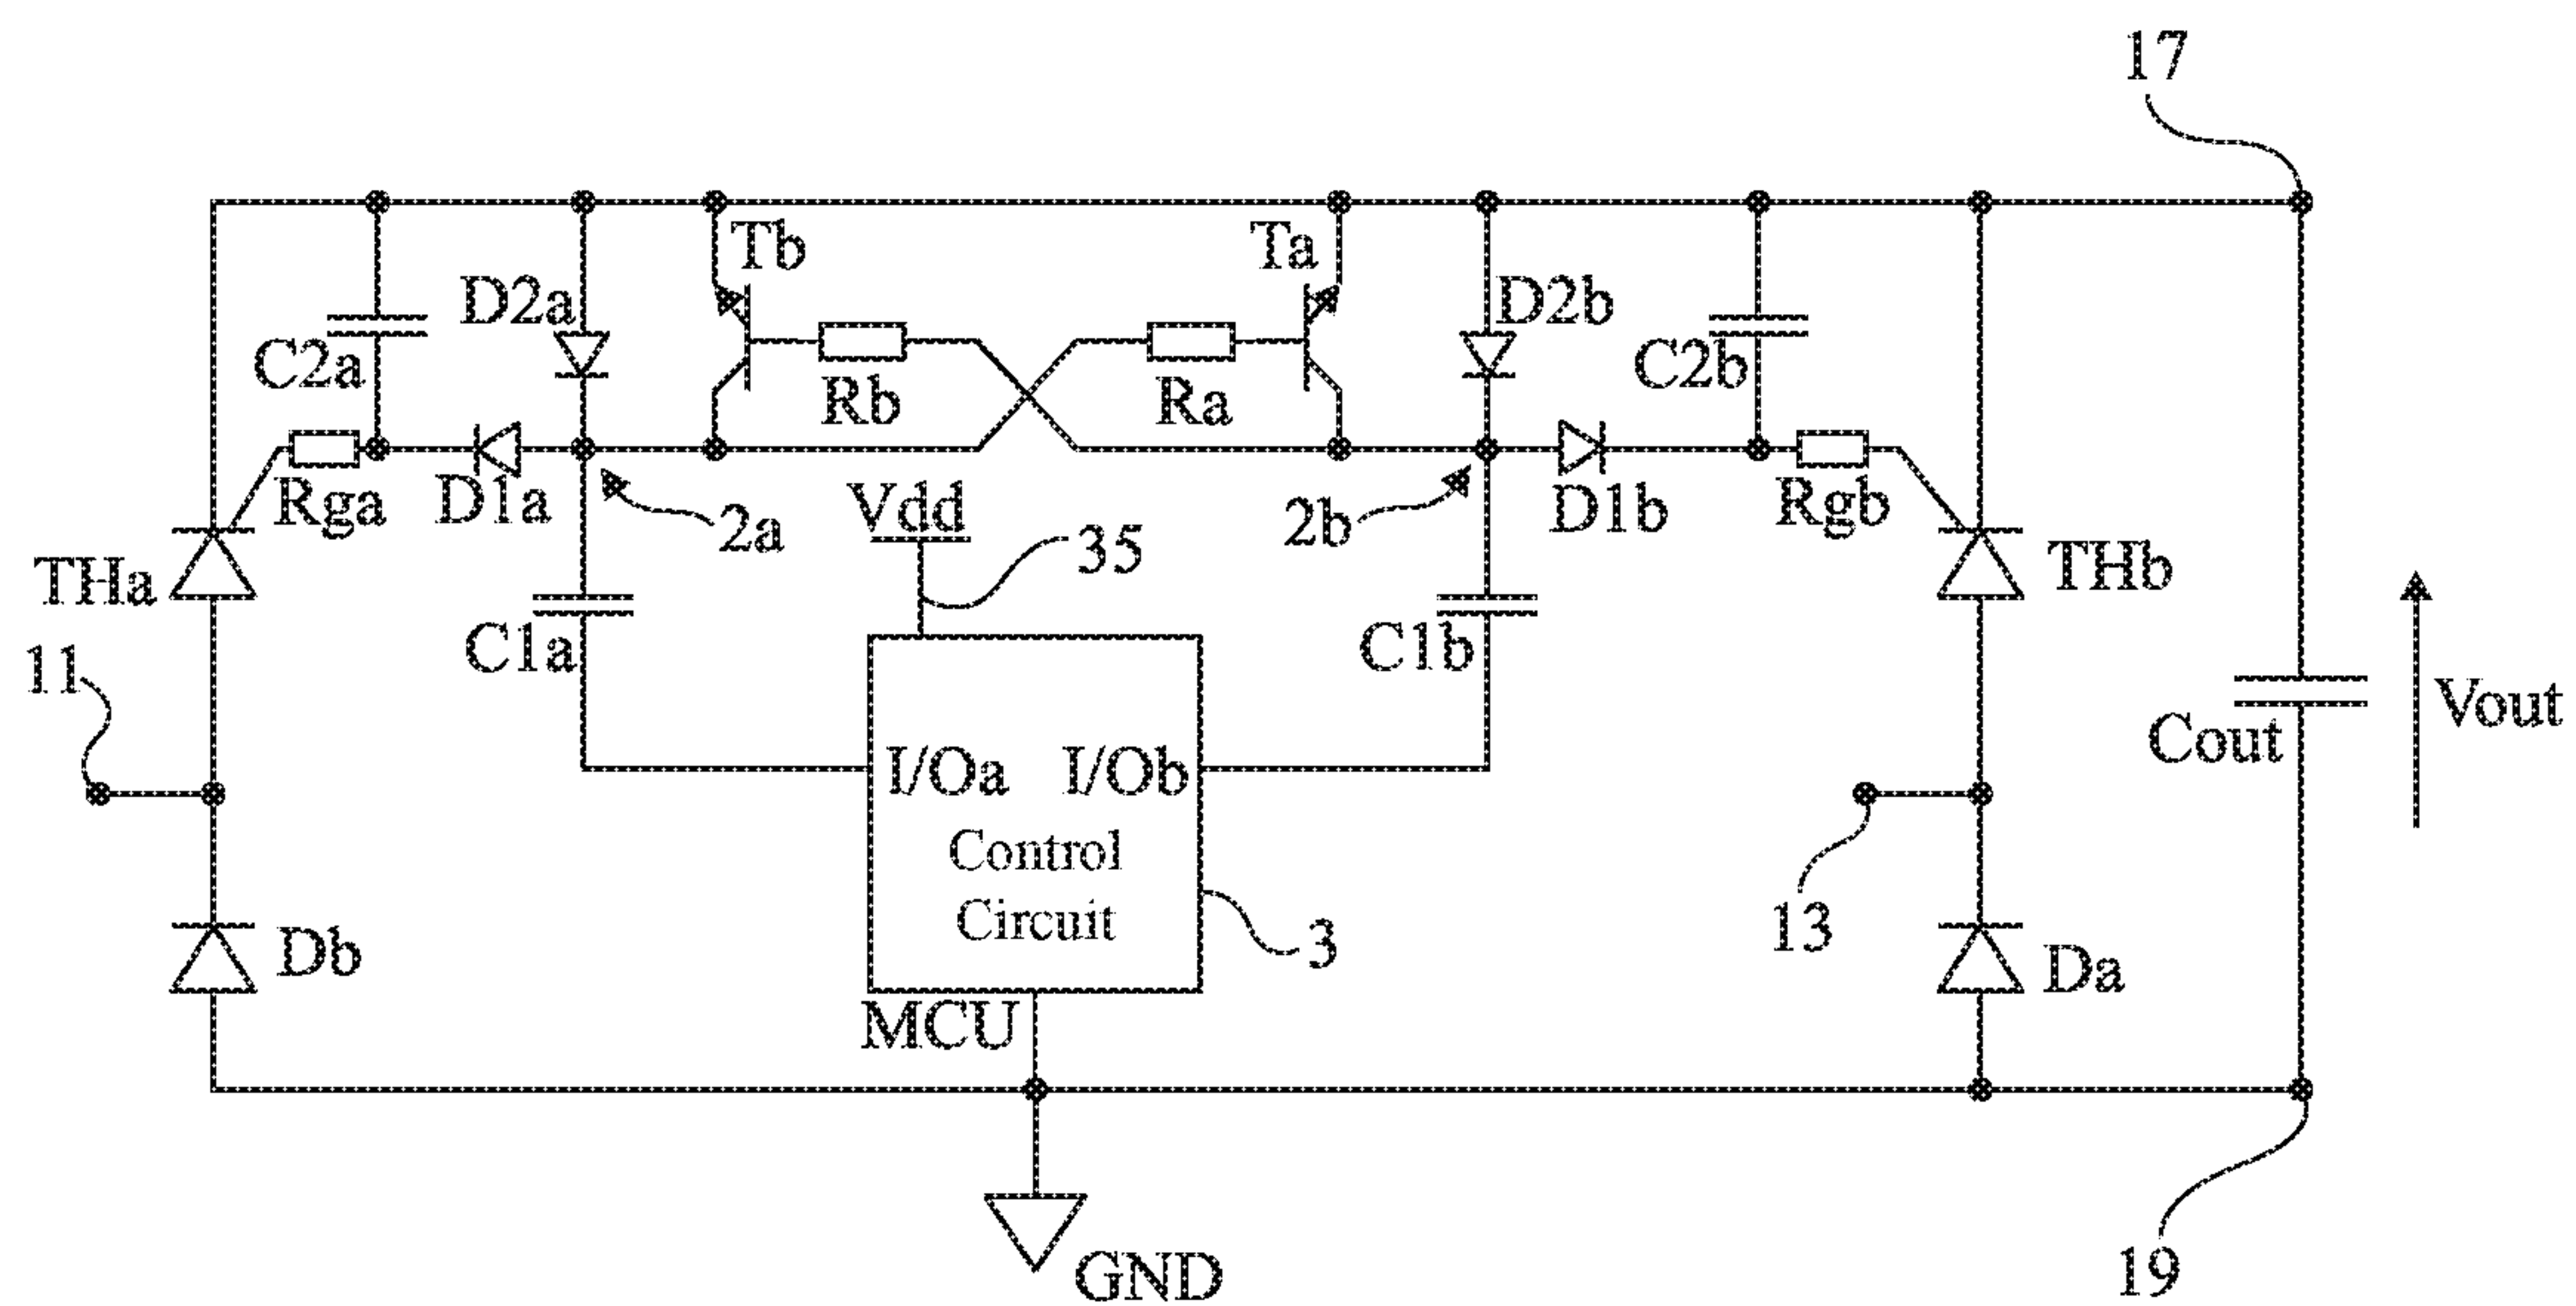 17
Tb
Ta
D2a
D2b
C2a
Rb
Ra
C2b
Rga
D1a
2a
Vdd
2b
D1b
Rgb
35
THa
THb
C1a
C1b
11
Vout
Cout
I/Oa
I/Ob
Control
Circuit
13
3
Db
Da
MCU
GND
19